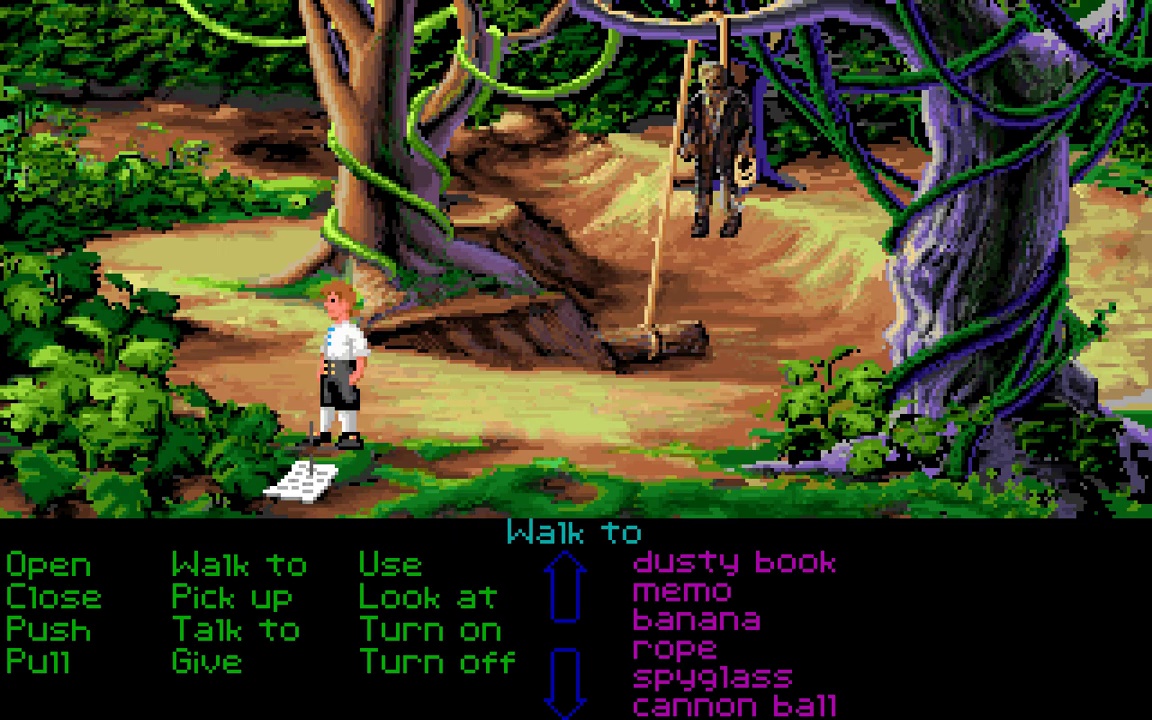 Walk to
Open Walk to Use
Close Pick up Look at
Push Talk to Turn on
Pull Give Turn off
dusty book
memo
banana
rope
spyglass
cannon ball